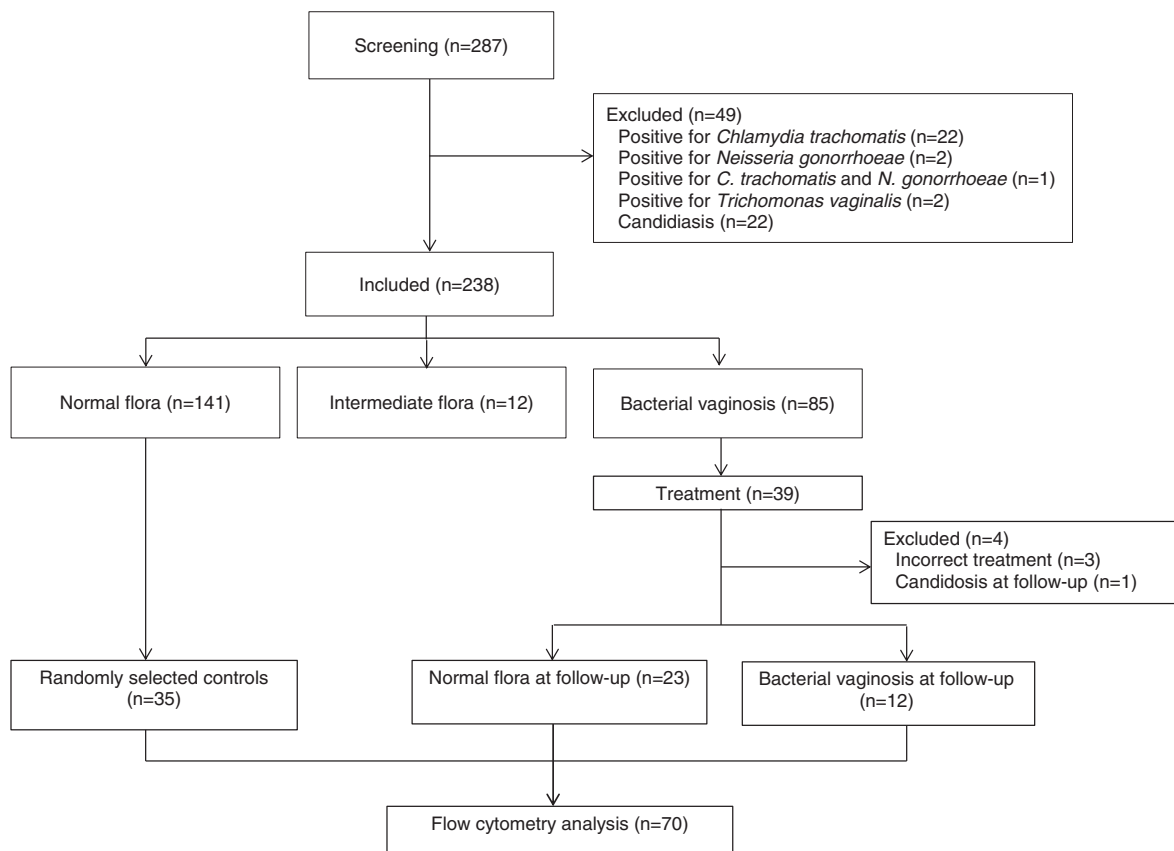 Screening (n=287)
Excluded (n=49)
Positive for Chlamydia trachomatis (n=22)
Positive for Neisseria gonorrhoeae (n=2)
Positive for C. trachomatis and N. gonorrhoeae (n=1)
Positive for Trichomonas vaginalis (n=2)
Candidiasis (n=22)
Included (n=238)
Normal flora (n=141)
Intermediate flora (n=12)
Bacterial vaginosis (n=85)
Treatment (n=39)
Excluded (n=4)
Incorrect treatment (n=3)
Candidosis at follow-up (n=1)
Randomly selected controls
(n=35)
Normal flora at follow-up (n=23)
Bacterial vaginosis at follow-up
(n=12)
Flow cytometry analysis (n=70)